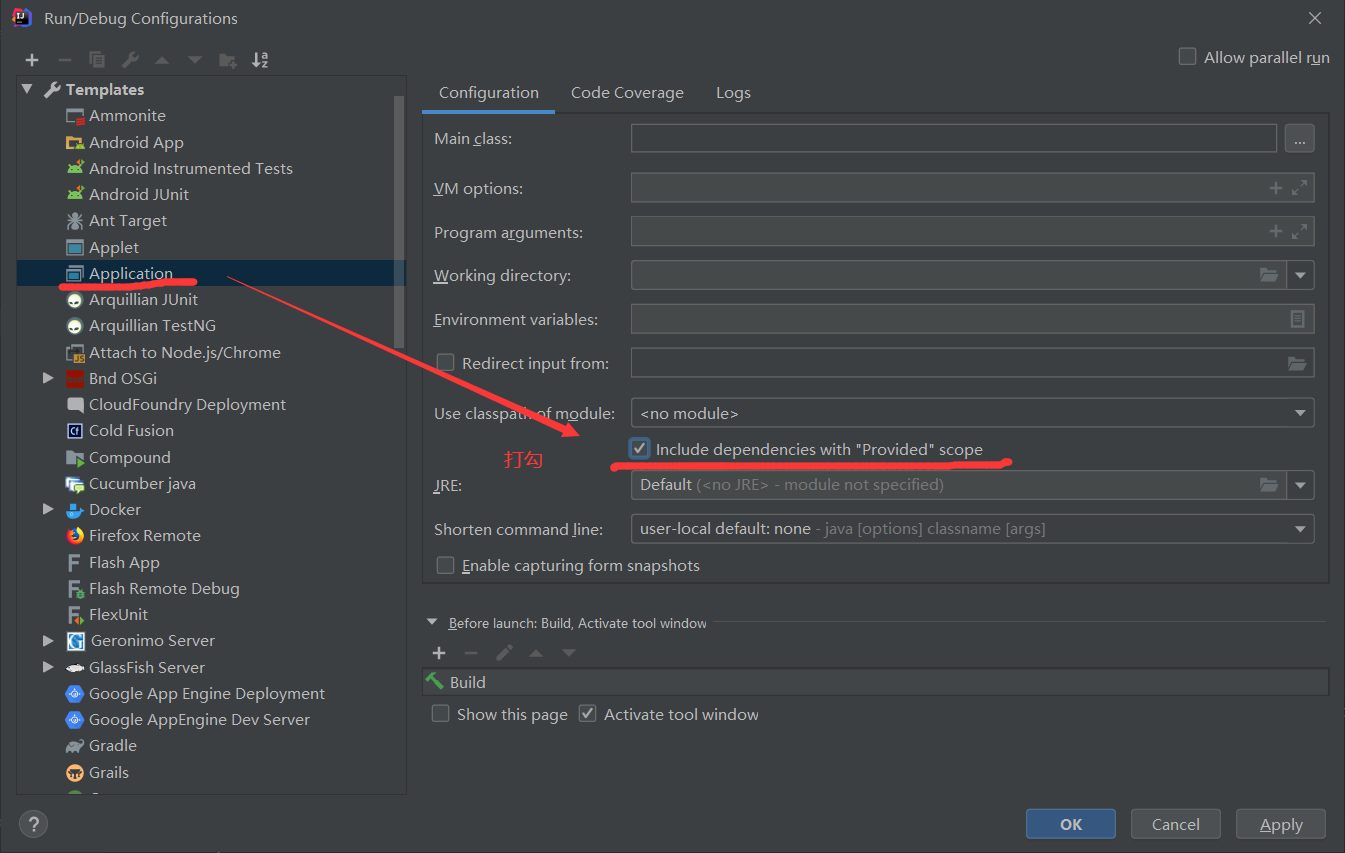 Run/Debug Configurations
Allow parallel run
Templates
Ammonite
Android App
Android Instrumented Tests
Android JUnit
Ant Target
Applet
Application
Arquillian JUnit
Arquillian TestNG
Attach to Node.js/Chrome
Bnd OSGi
CloudFoundry Deployment
Cold Fusion
Compound
Cucumber java
Docker
Firefox Remote
Flash App
Flash Remote Debug
FlexUnit
Geronimo Server
GlassFish Server
Google App Engine Deployment
Google AppEngine Dev Server
Gradle
Grails
Configuration Code Coverage Logs
Main class: ...
VM options:
Program arguments:
Working directory:
Environment variables:
Redirect input from:
Use classpath of module: <no module>
Include dependencies with "Provided" scope
打勾
JRE: Default (<no JRE> - module not specified)
Shorten command line: user-local default: none - java [options] classname [args]
Enable capturing form snapshots
Before launch: Build, Activate tool window
Build
Show this page Activate tool window
? OK Cancel Apply